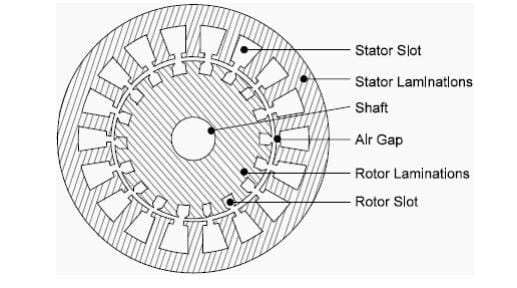 Stator Slot
Stator Laminations
Shaft
Air Gap
Rotor Laminations
Rotor Slot